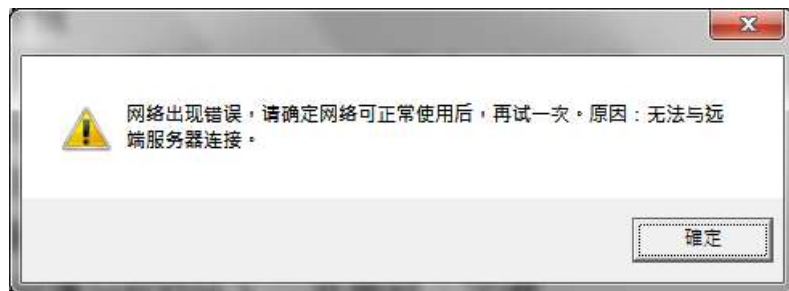 网络出现错误，请确定网络可正常使用后，再试一次。原因：无法与远
端服务器连接。
確定